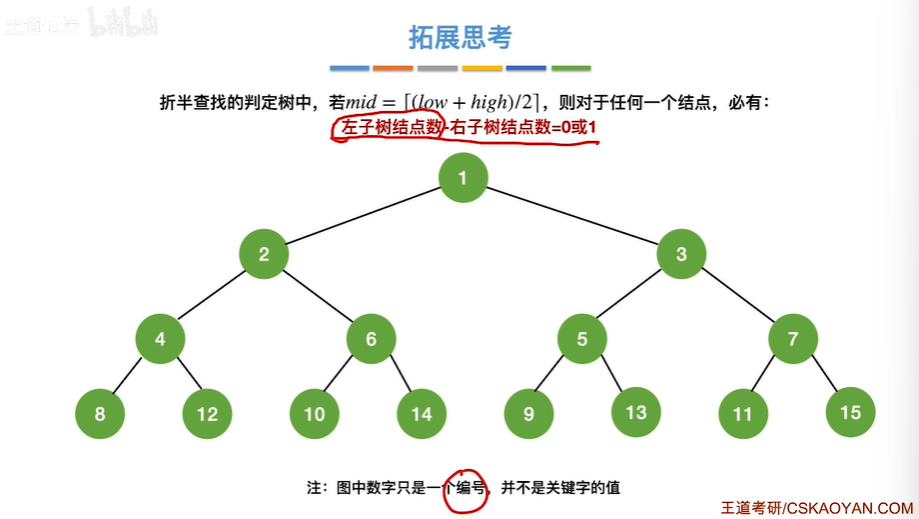 王道论坛 bilibili
拓展思考
折半查找的判定树中，若mid = ⌈(low + high)/2⌉，则对于任何一个结点，必有：
左子树结点数-右子树结点数=0或1
1
2 3
4 6 5 7
8 12 10 14 9 13 11 15
注：图中数字只是一个编号，并不是关键字的值
王道考研/CSKAOYAN.COM